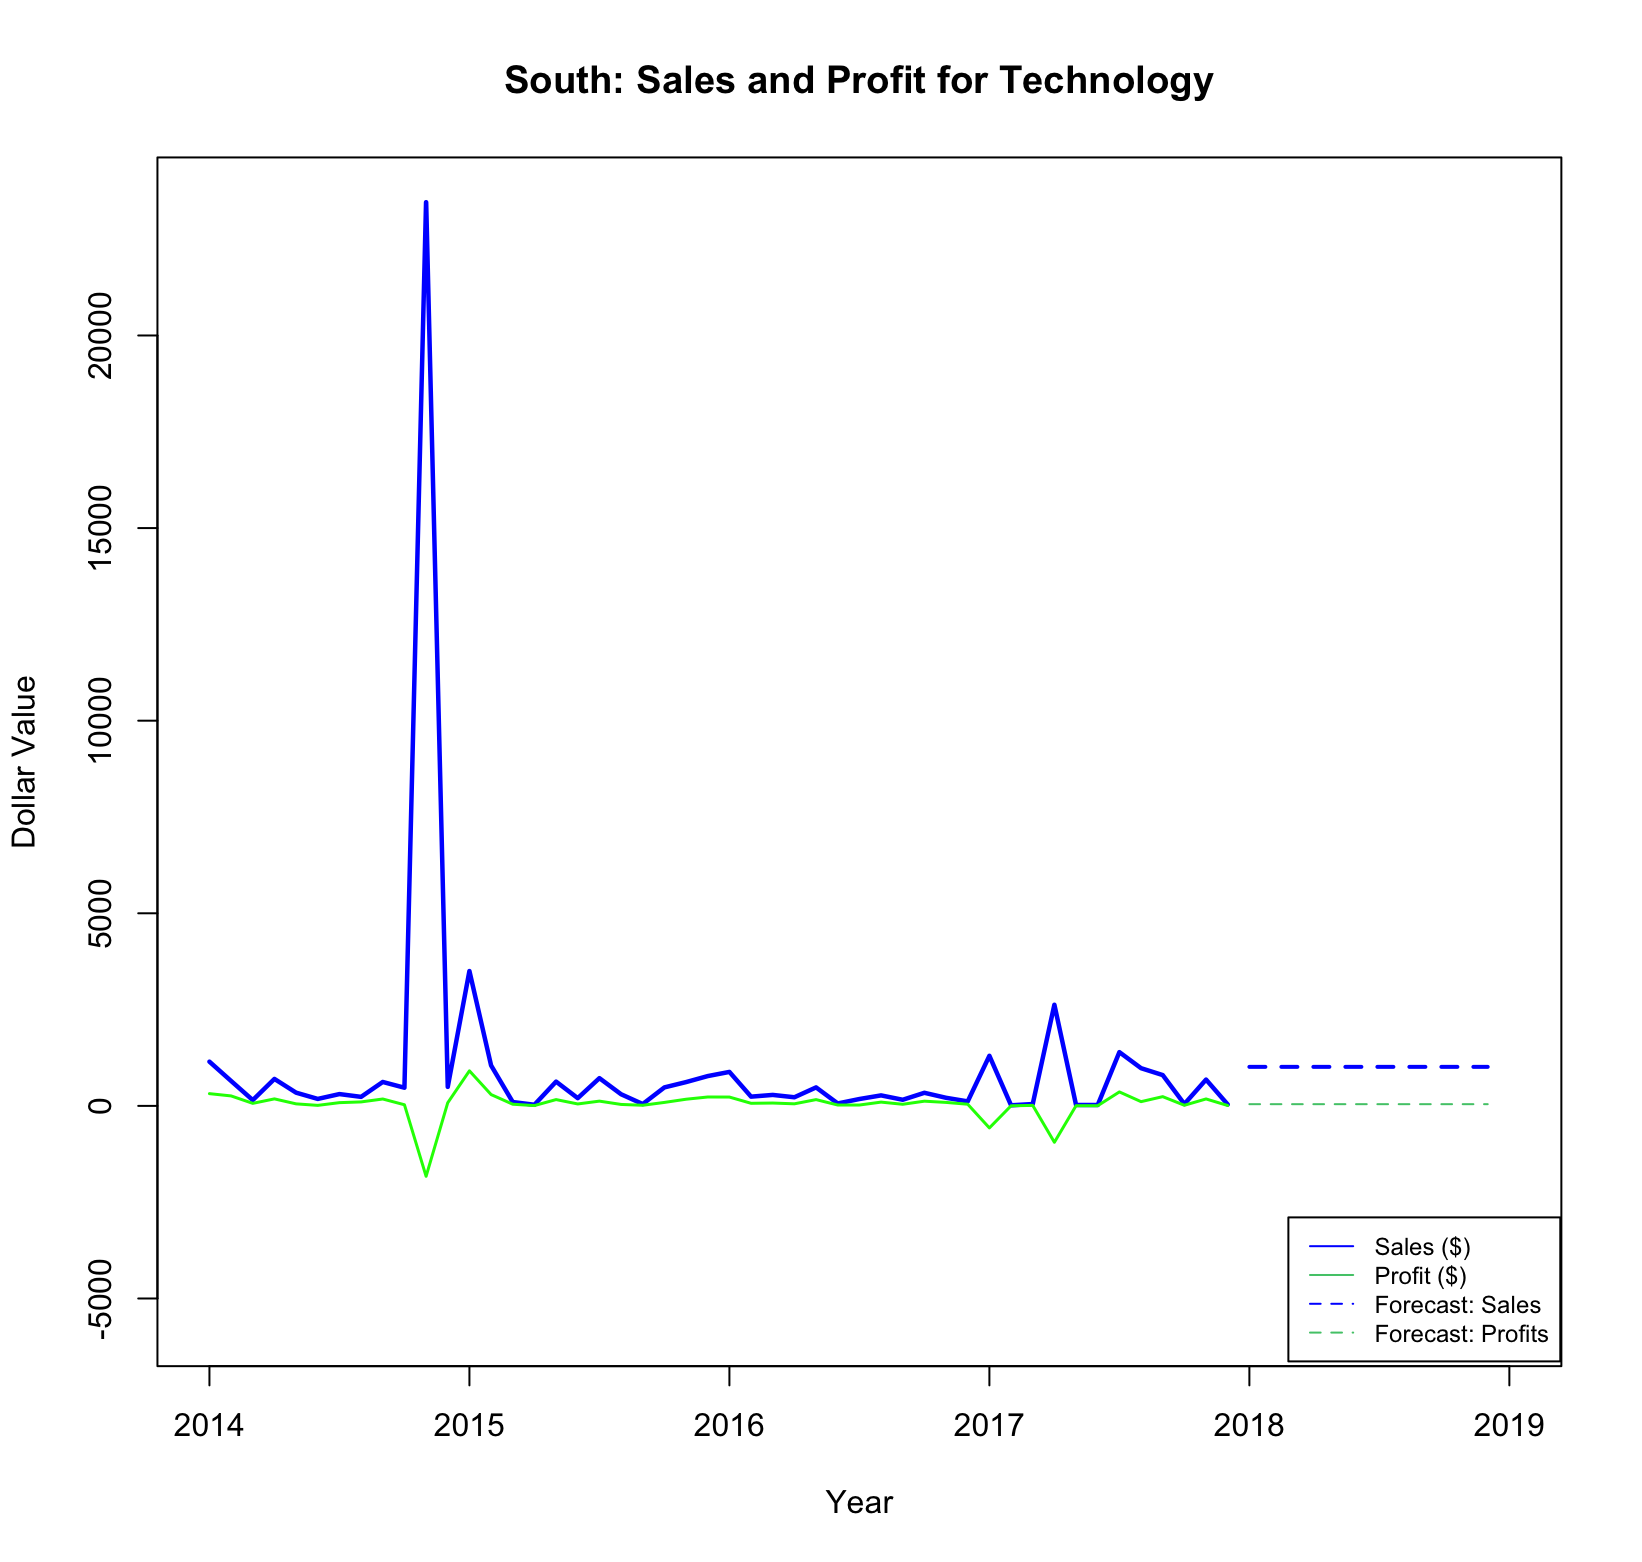 South: Sales and Profit for Technology
Dollar Value
20000
15000
10000
5000
0
-5000
Sales ($)
Profit ($)
Forecast: Sales
Forecast: Profits
2014 2015 2016 2017 2018 2019
Year